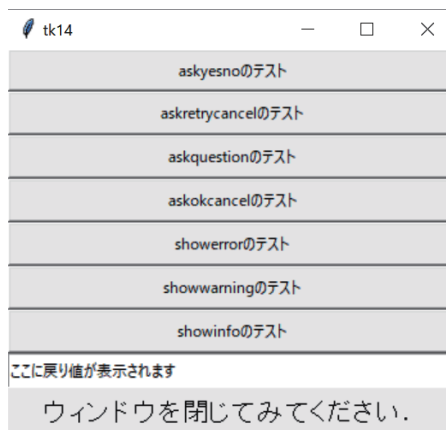 tk14
askyesnoのテスト
askretrycancelのテスト
askquestionのテスト
askokcancelのテスト
showerrorのテスト
showwarningのテスト
showinfoのテスト
ここに戻り値が表示されます
ウィンドウを閉じてみてください.